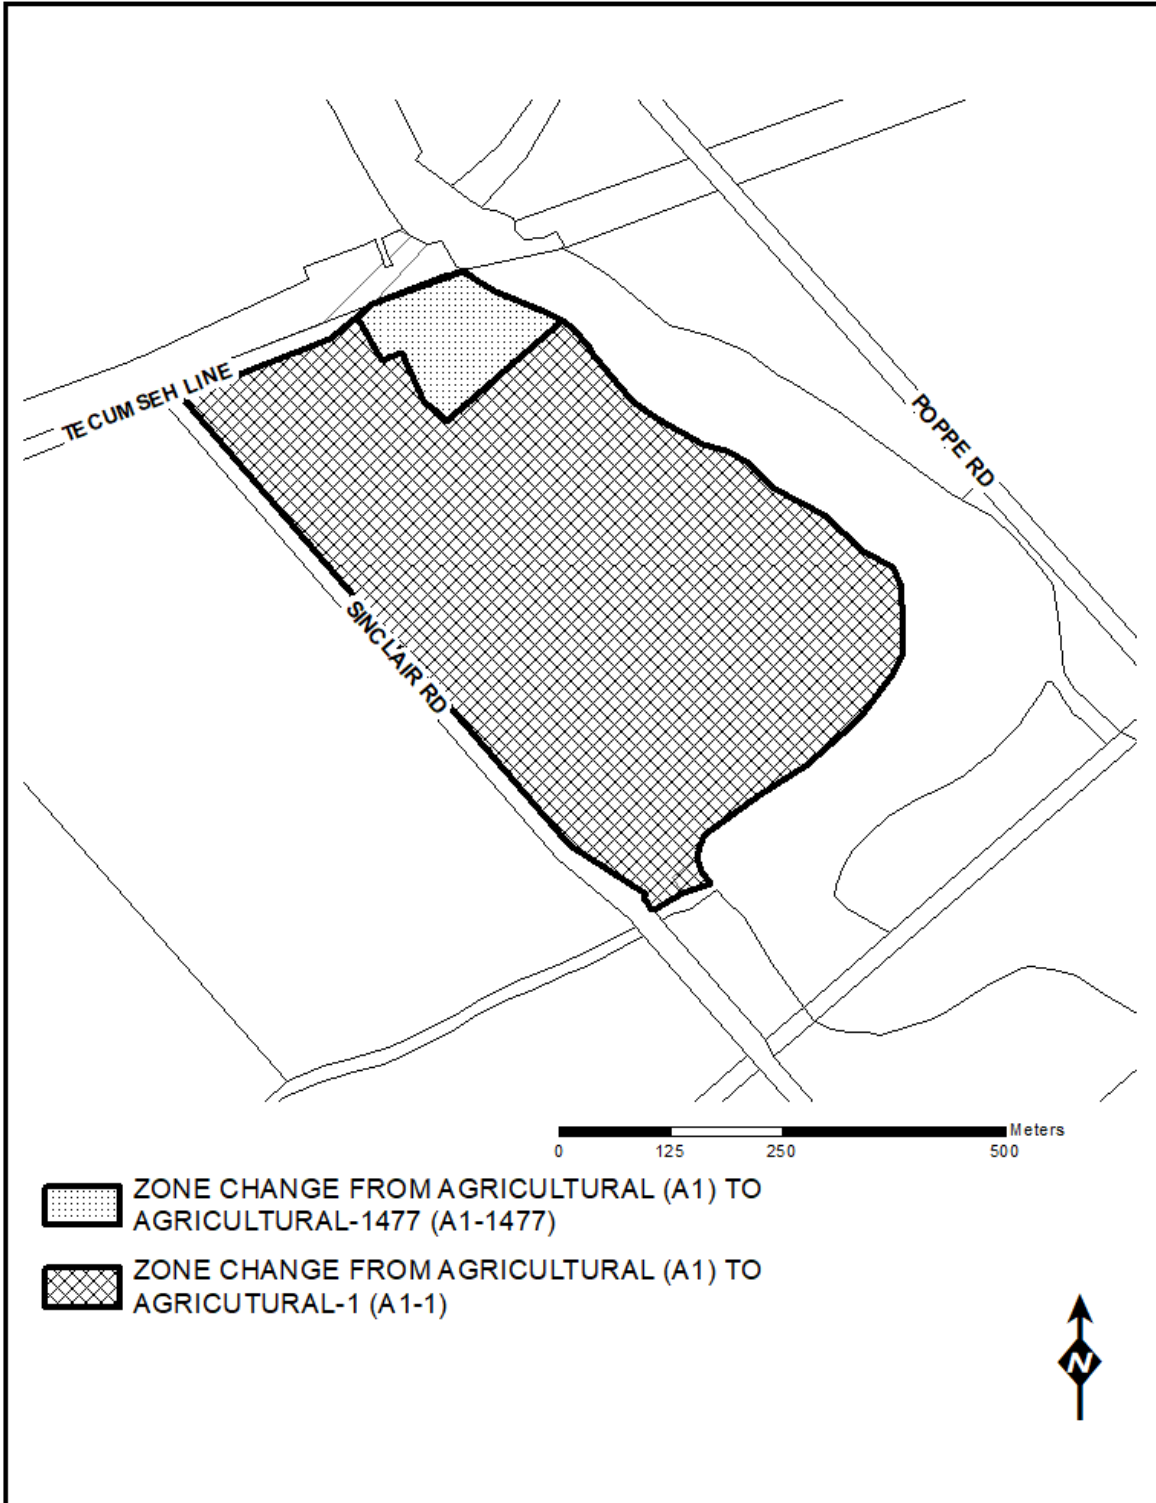 TECUMSEH LINE
POPPE RD
SINCLAIR RD
Meters
0 125 250 500
ZONE CHANGE FROM AGRICULTURAL (A1) TO
AGRICULTURAL-1477 (A1-1477)
ZONE CHANGE FROM AGRICULTURAL (A1) TO
AGRICUTURAL-1 (A1-1)
N